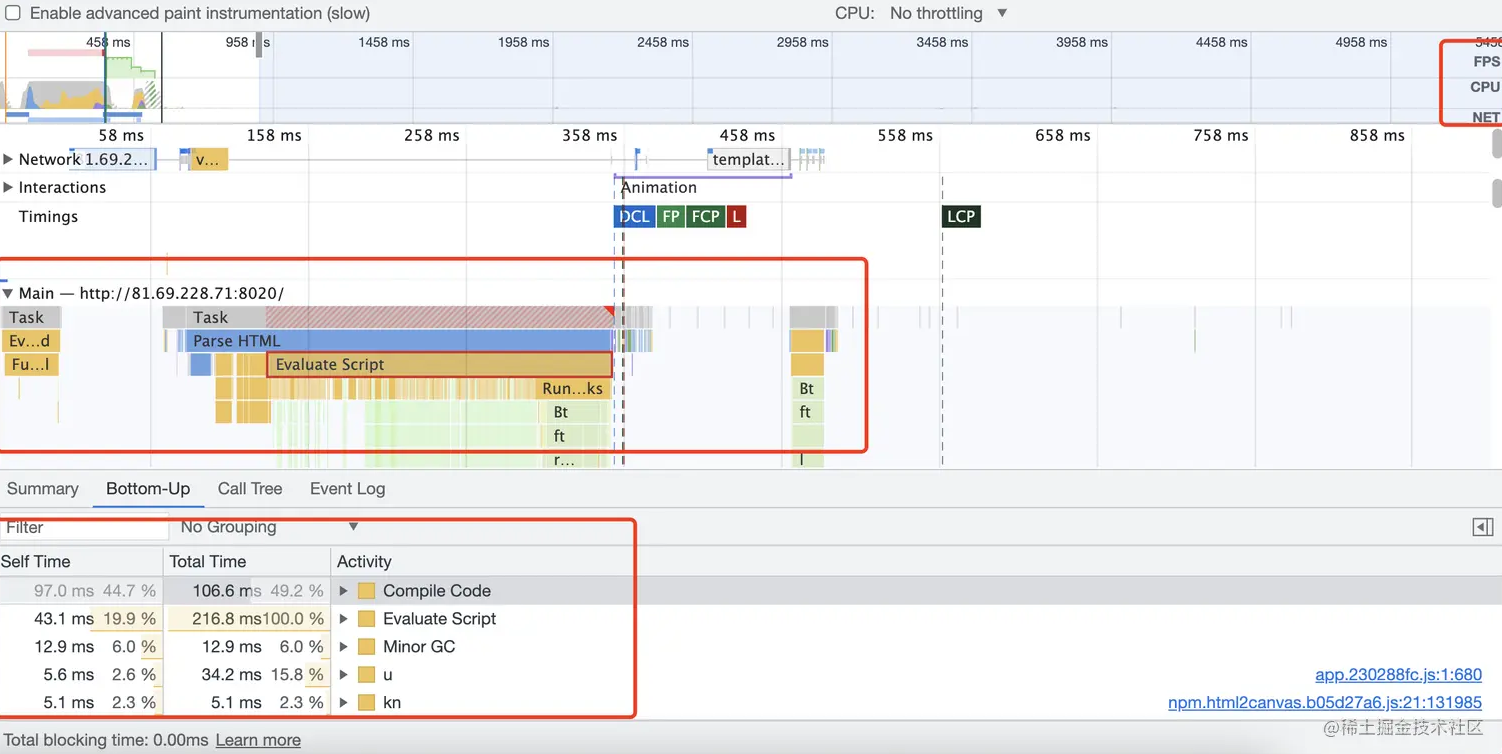 Enable advanced paint instrumentation (slow) CPU: No throttling
458 ms 958 ms 1458 ms 1958 ms 2458 ms 2958 ms 3458 ms 3958 ms 4458 ms 4958 ms 5458
FPS
CPU
NET
58 ms 158 ms 258 ms 358 ms 458 ms 558 ms 658 ms 758 ms 858 ms
Network 1.69.2... v... templat...
Interactions Animation
Timings DCL FP FCP L LCP
Main — http://81.69.228.71:8020/
Task Task
Ev...d Parse HTML
Fu...l Evaluate Script
Run...ks Bt
Bt ft
ft
r... l
Summary Bottom-Up Call Tree Event Log
Filter No Grouping
Self Time Total Time Activity
97.0 ms 44.7 % 106.6 ms 49.2 % Compile Code
43.1 ms 19.9 % 216.8 ms 100.0 % Evaluate Script
12.9 ms 6.0 % 12.9 ms 6.0 % Minor GC
5.6 ms 2.6 % 34.2 ms 15.8 % u app.230288fc.js:1:680
5.1 ms 2.3 % 5.1 ms 2.3 % kn npm.html2canvas.b05d27a6.js:21:131985
@稀土掘金技术社区
Total blocking time: 0.00ms Learn more